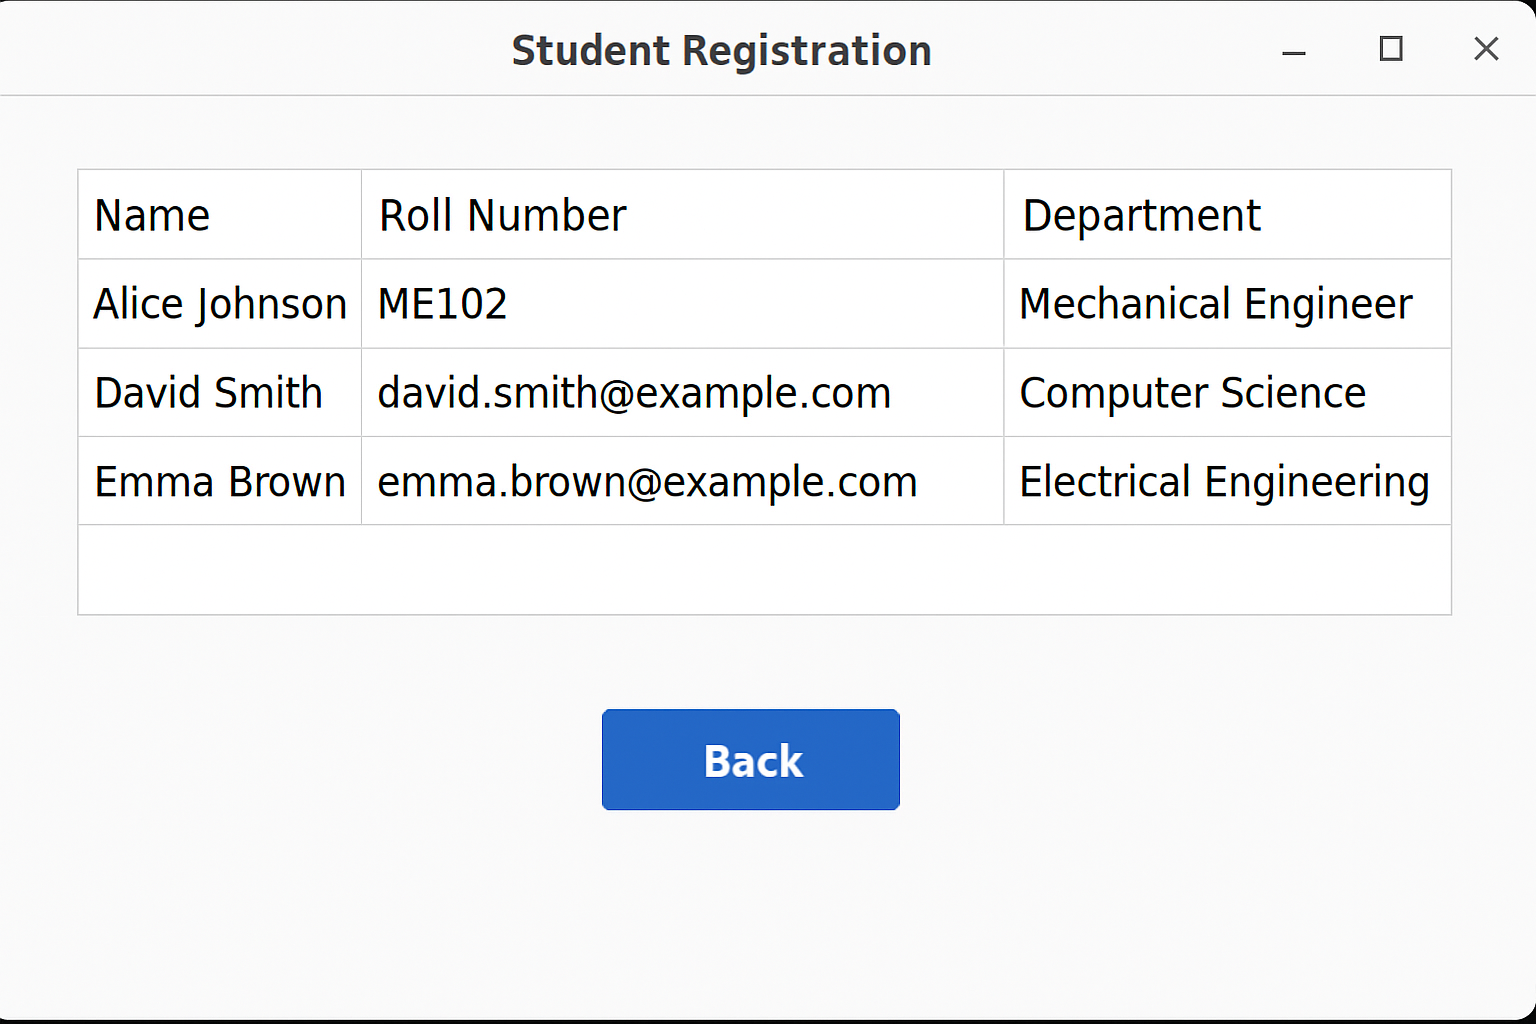 Student Registration
Name Roll Number Department
Alice Johnson ME102 Mechanical Engineer
David Smith david.smith@example.com Computer Science
Emma Brown emma.brown@example.com Electrical Engineering
Back